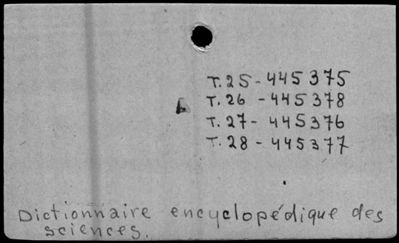 T.25-445375
T.26-445378
T.27-445376
T.28-445377
Dictionnaire encyclopédique des
sciences.